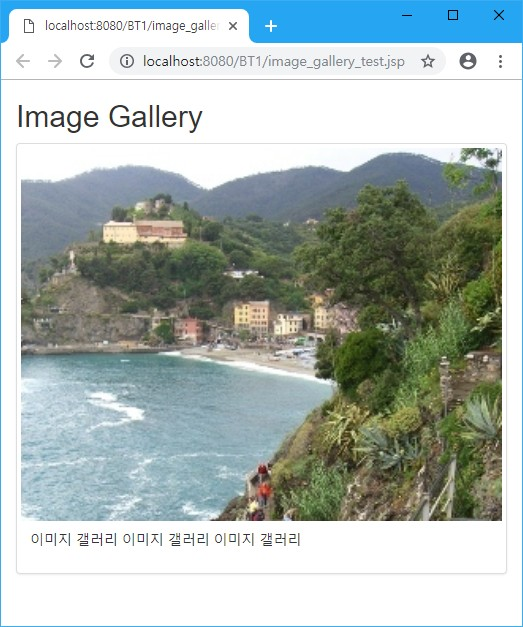 localhost:8080/BT1/image_galler
localhost:8080/BT1/image_gallery_test.jsp
Image Gallery
이미지 갤러리 이미지 갤러리 이미지 갤러리